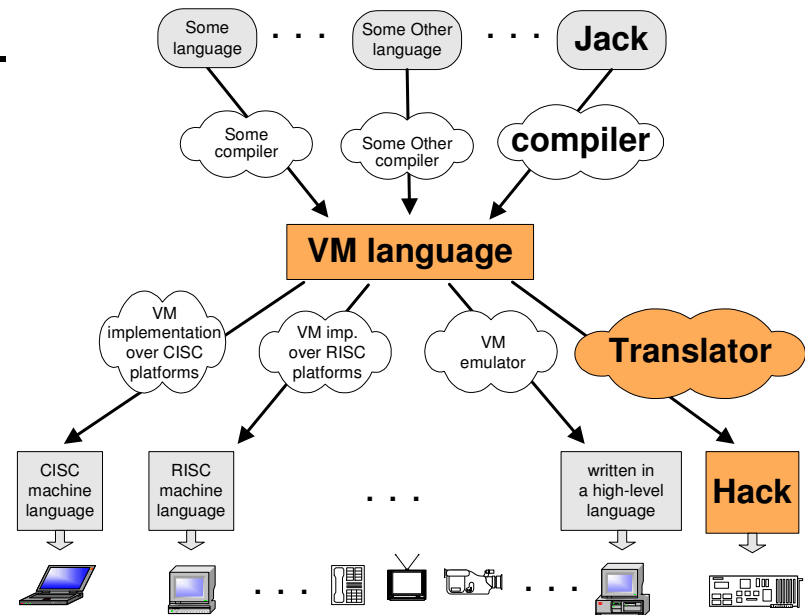 Some
language
. . .
Some Other
language
. . .
Jack
Some
compiler
Some Other
compiler
compiler
VM language
VM
implementation
over CISC
platforms
VM imp.
over RISC
platforms
VM
emulator
Translator
CISC
machine
language
RISC
machine
language
. . .
written in
a high-level
language
Hack
. . .
. . .